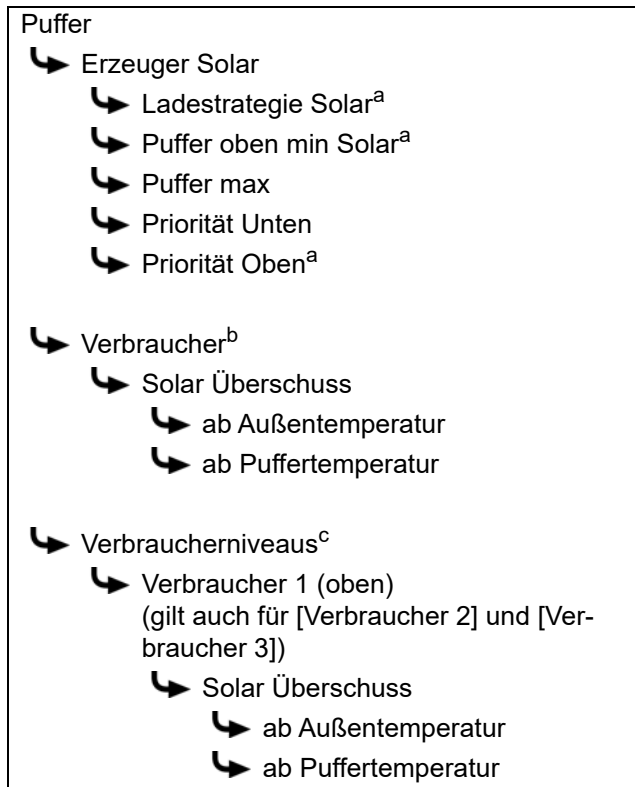 Puffer
Erzeuger Solar
Ladestrategie Solarᵃ
Puffer oben min Solarᵃ
Puffer max
Priorität Unten
Priorität Obenᵃ
Verbraucherᵇ
Solar Überschuss
ab Außentemperatur
ab Puffertemperatur
Verbraucherniveausᶜ
Verbraucher 1 (oben)
(gilt auch für [Verbraucher 2] und [Ver-
braucher 3])
Solar Überschuss
ab Außentemperatur
ab Puffertemperatur